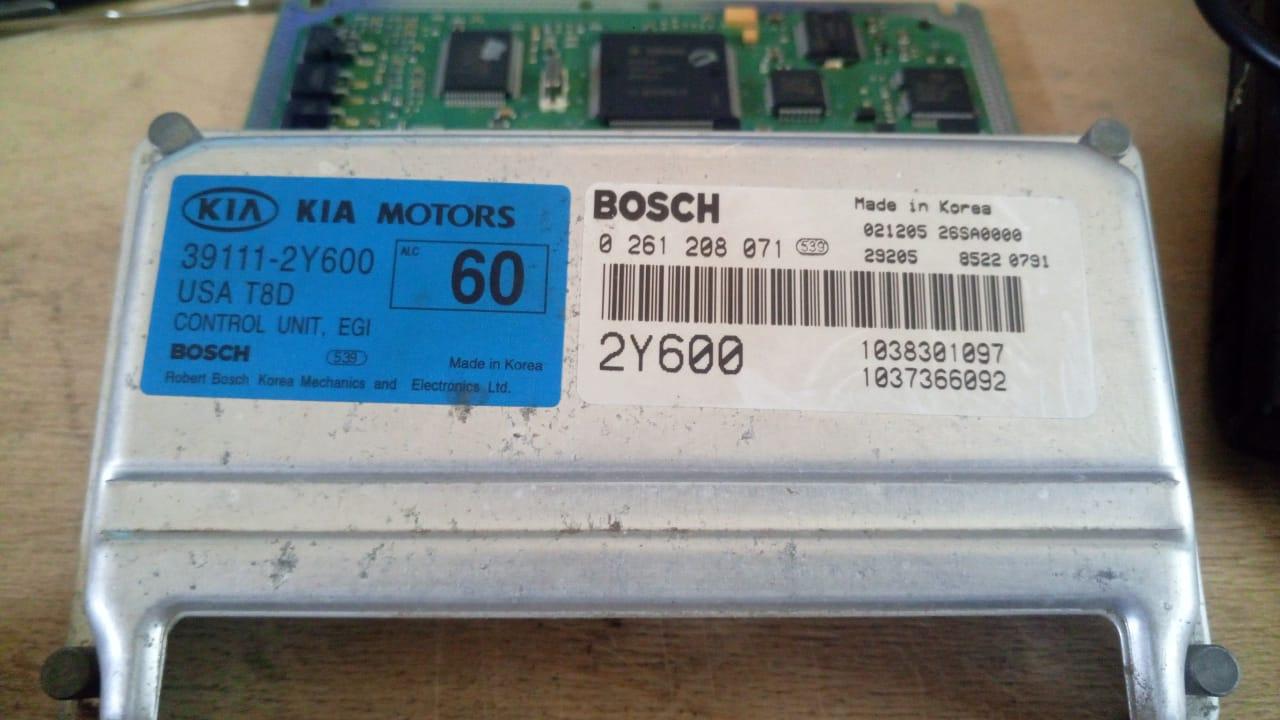 KIA KIA MOTORS
39111-2Y600
ALC
60
USA T8D
CONTROL UNIT, EGI
BOSCH 539 Made in Korea
Robert Bosch Korea Mechanics and Electronics Ltd.
BOSCH
Made in Korea
0 261 208 071 539
021205 26SA0000
29205 8522 0791
2Y600
1038301097
1037366092